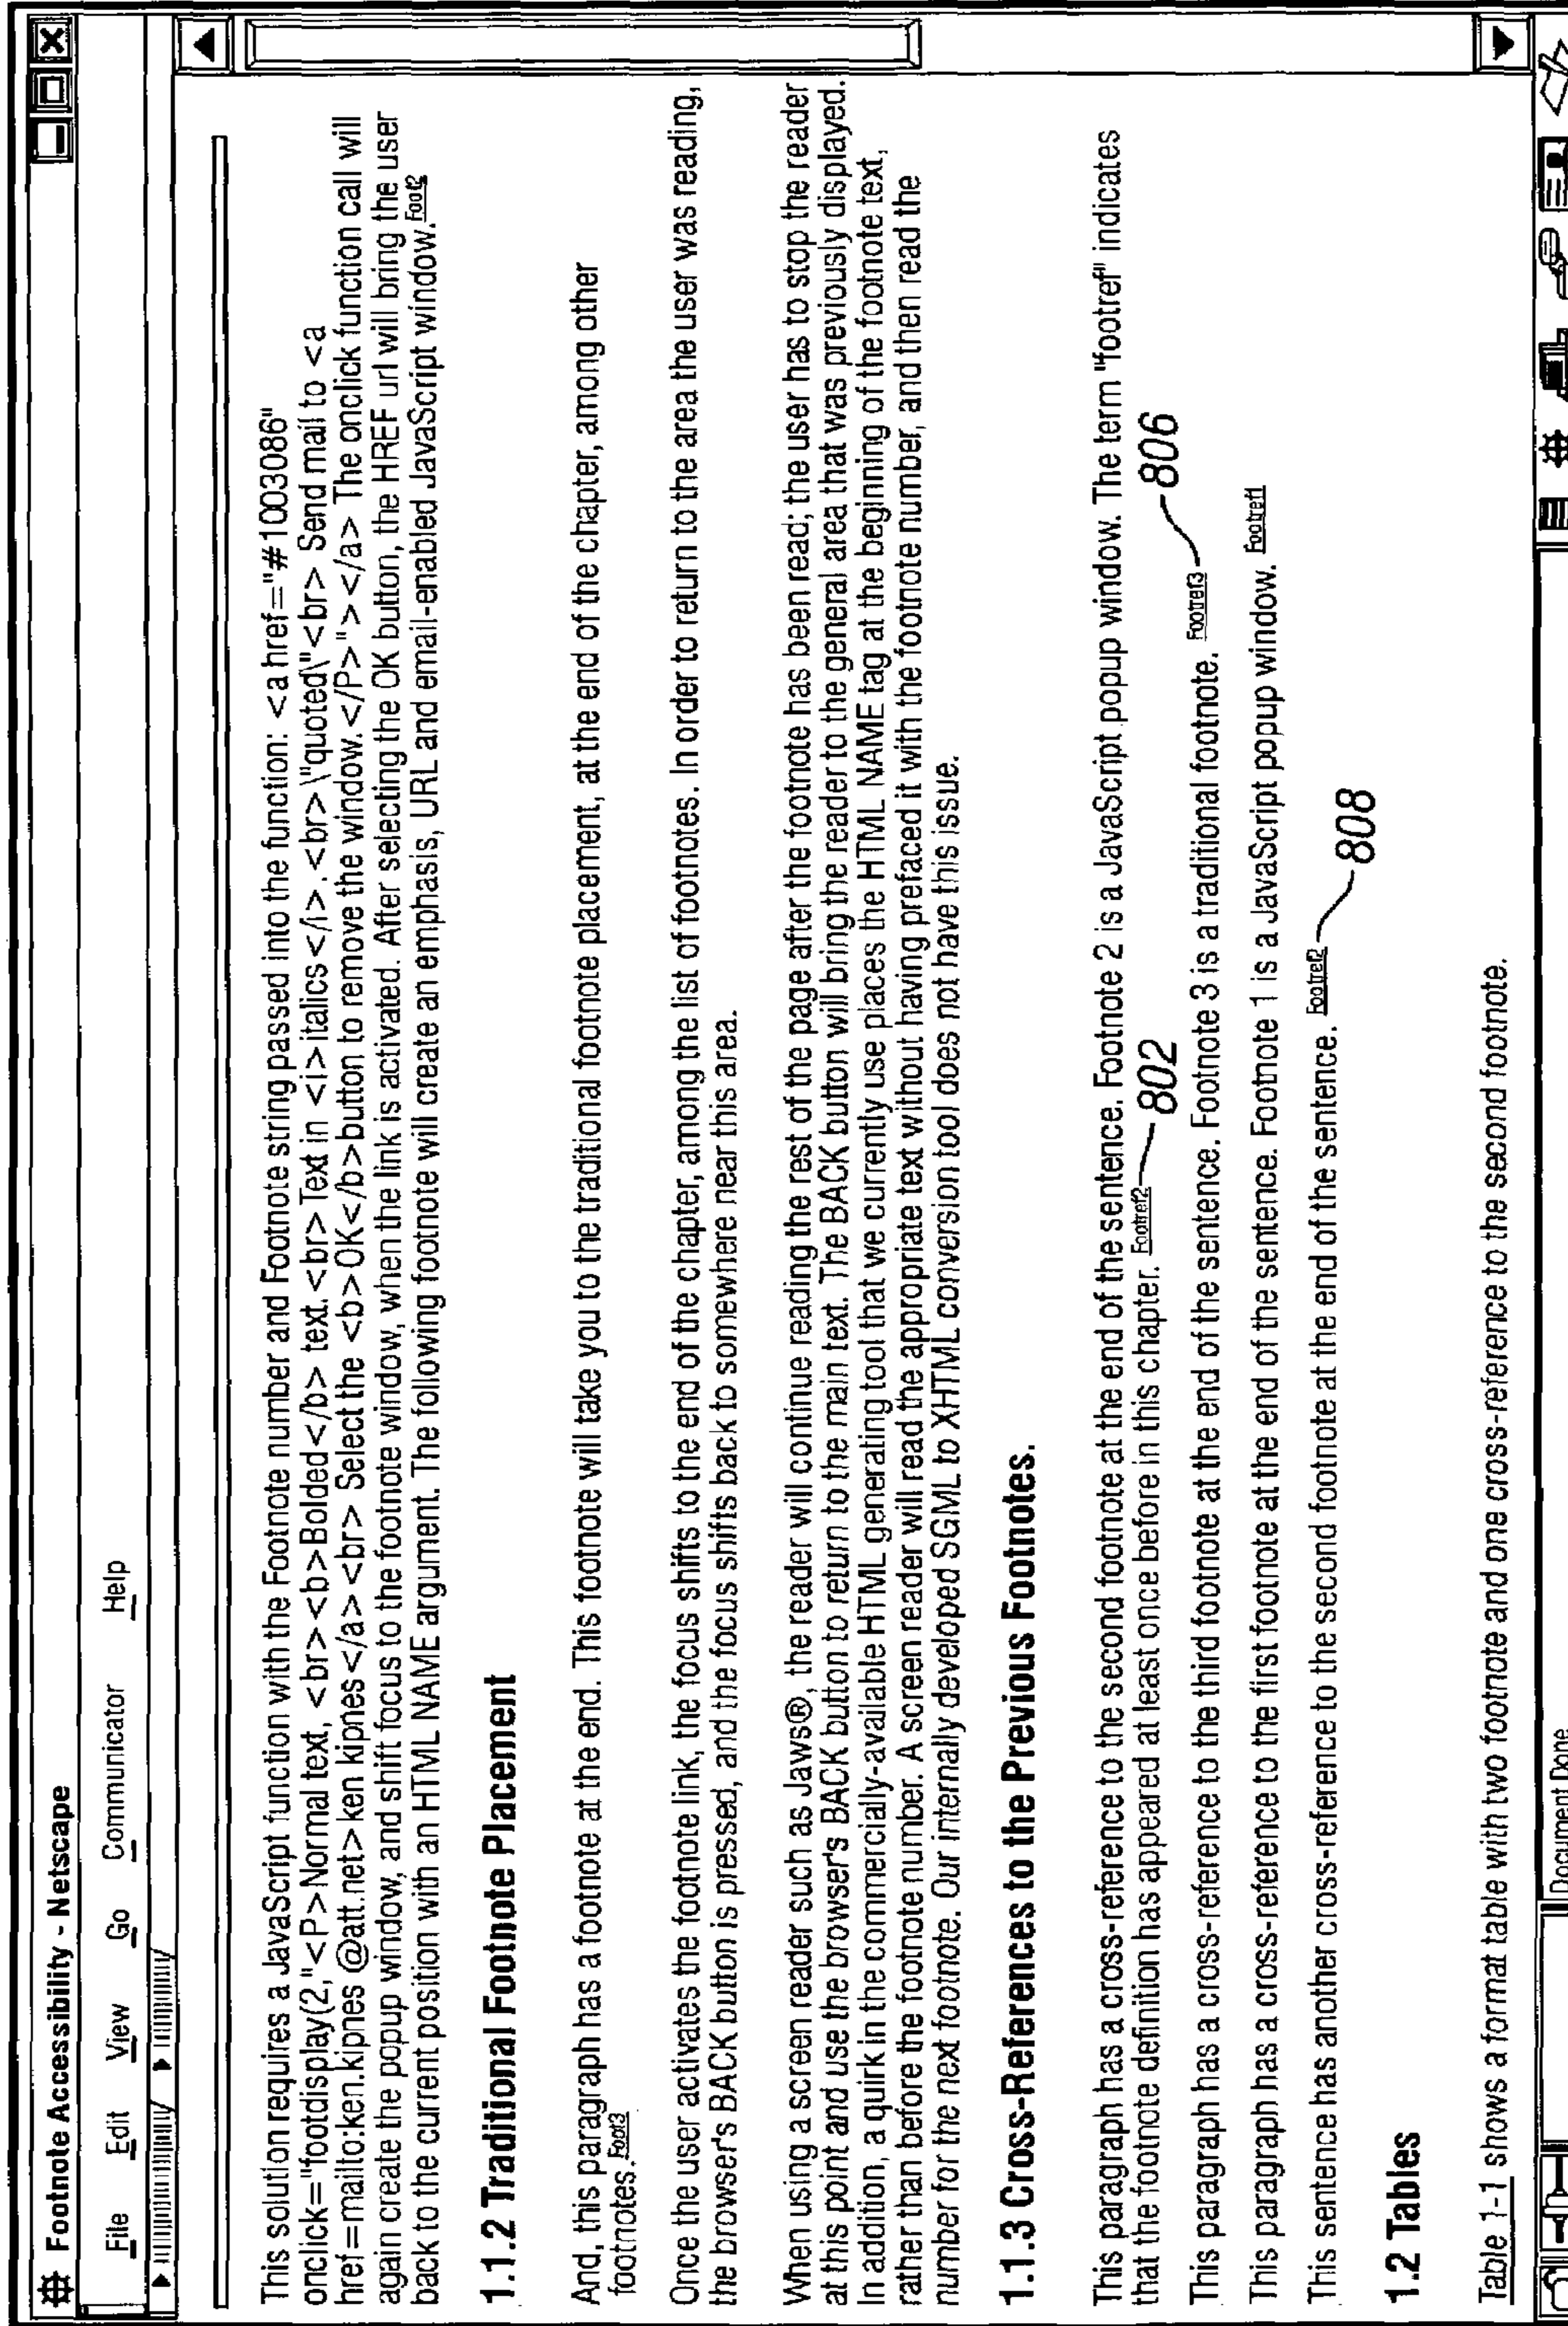 Footnote Accessibility - Netscape
File Edit View Go Communicator Help
This solution requires a JavaScript function with the Footnote number and Footnote string passed into the function: <a href="#1003086"
onclick="footdisplay(2,"<P>Normal text, <br><b>Bolded</b> text.<br>Text in <i>italics</i>.<br>\"quoted\"<br> Send mail to <a
href=mailto:ken.kipnes @att.net>ken kipnes</a><br> Select the <b>OK</b>button to remove the window.</P>"></a> The onclick function call will
again create the popup window, and shift focus to the footnote window, when the link is activated. After selecting the OK button, the HREF url will bring the user
back to the current position with an HTML NAME argument. The following footnote will create an emphasis, URL and email-enabled JavaScript window.Foot2
1.1.2 Traditional Footnote Placement
And, this paragraph has a footnote at the end. This footnote will take you to the traditional footnote placement, at the end of the chapter, among other
footnotes.Foot3
Once the user activates the footnote link, the focus shifts to the end of the chapter, among the list of footnotes. In order to return to the area the user was reading,
the browser's BACK button is pressed, and the focus shifts back to somewhere near this area.
When using a screen reader such as Jaws®, the reader will continue reading the rest of the page after the footnote has been read; the user has to stop the reader
at this point and use the browser's BACK button to return to the main text. The BACK button will bring the reader to the general area that was previously displayed.
In addition, a quirk in the commercially-available HTML generating tool that we currently use places the HTML NAME tag at the beginning of the footnote text,
rather than before the footnote number. A screen reader will read the appropriate text without having prefaced it with the footnote number, and then read the
number for the next footnote. Our internally developed SGML to XHTML conversion tool does not have this issue.
1.1.3 Cross-References to the Previous Footnotes.
This paragraph has a cross-reference to the second footnote at the end of the sentence. Footnote 2 is a JavaScript popup window. The term "footref" indicates
that the footnote definition has appeared at least once before in this chapter. Footref2 802
This paragraph has a cross-reference to the third footnote at the end of the sentence. Footnote 3 is a traditional footnote. Footref3 806
This paragraph has a cross-reference to the first footnote at the end of the sentence. Footnote 1 is a JavaScript popup window. Footref1
This sentence has another cross-reference to the second footnote at the end of the sentence. Footref2 808
1.2 Tables
Table 1-1 shows a format table with two footnote and one cross-reference to the second footnote.
Document Done